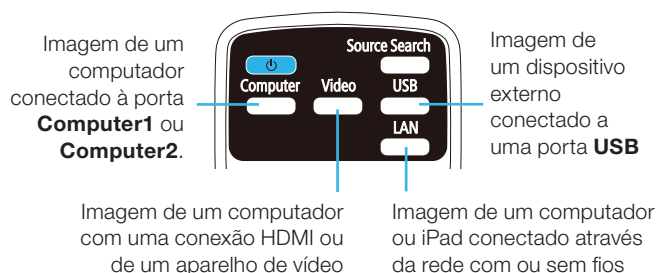 Imagem de um
computador
conectado à porta
Computer1 ou
Computer2.
Source Search
Computer
Video
USB
LAN
Imagem de
um dispositivo
externo
conectado a
uma porta USB
Imagem de um computador
com uma conexão HDMI ou
de um aparelho de vídeo
Imagem de um computador
ou iPad conectado através
da rede com ou sem fios